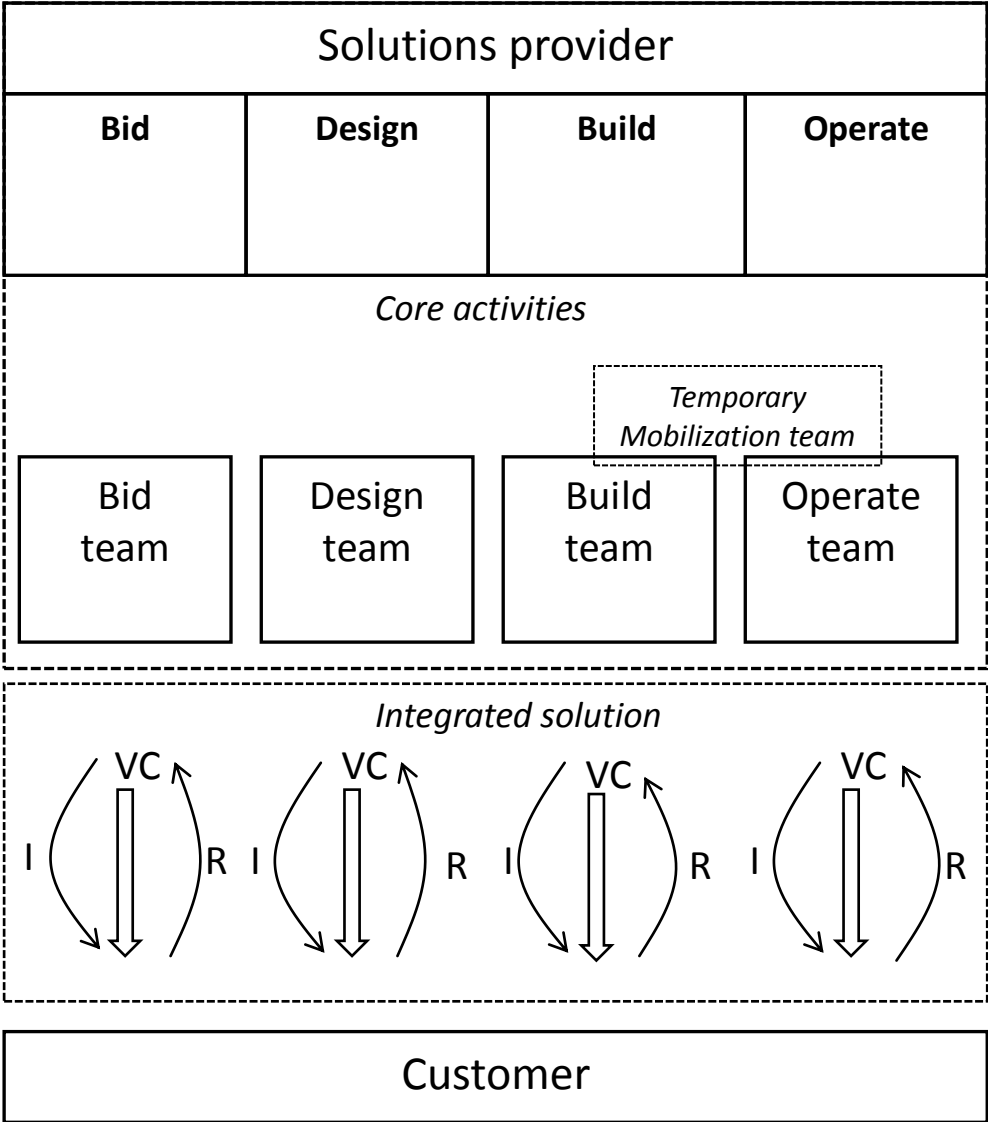 Solutions provider
Bid
Design
Build
Operate
Core activities
Temporary
Mobilization team
Bid
team
Design
team
Build
team
Operate
team
Integrated solution
VC
VC
VC
VC
I
R
I
R
I
R
I
R
Customer